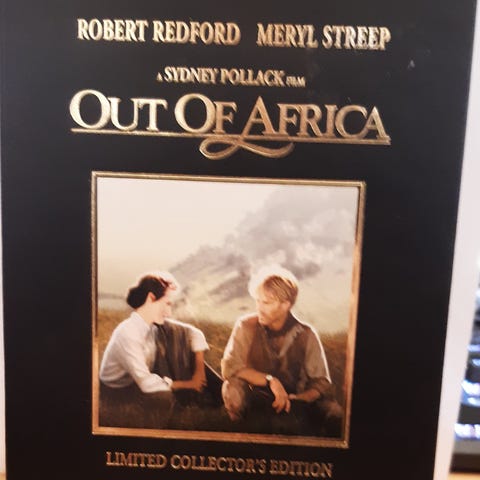 ROBERT REDFORD MERYL STREEP
A SYDNEY POLLACK FILM
OUT OF AFRICA
LIMITED COLLECTOR'S EDITION